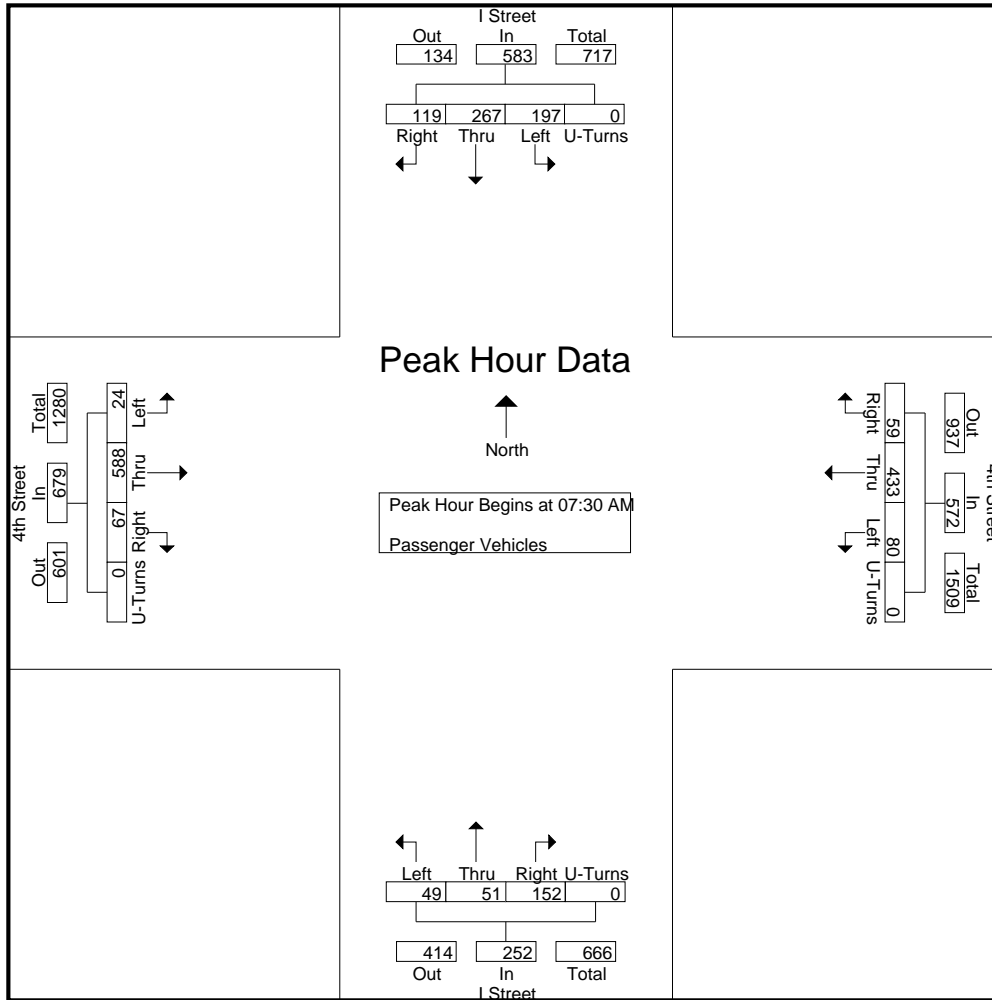 I Street
Out In Total
134 583 717
119 267 197 0
Right Thru Left U-Turns
Peak Hour Data
North
Peak Hour Begins at 07:30 AM
Passenger Vehicles
4th Street
Total In Out
1280 679 601
24 588 67 0
Left Thru Right U-Turns
4th Street
Out In Total
937 572 1509
59 433 80 0
Right Thru Left U-Turns
Left Thru Right U-Turns
49 51 152 0
414 252 666
Out In Total
I Street